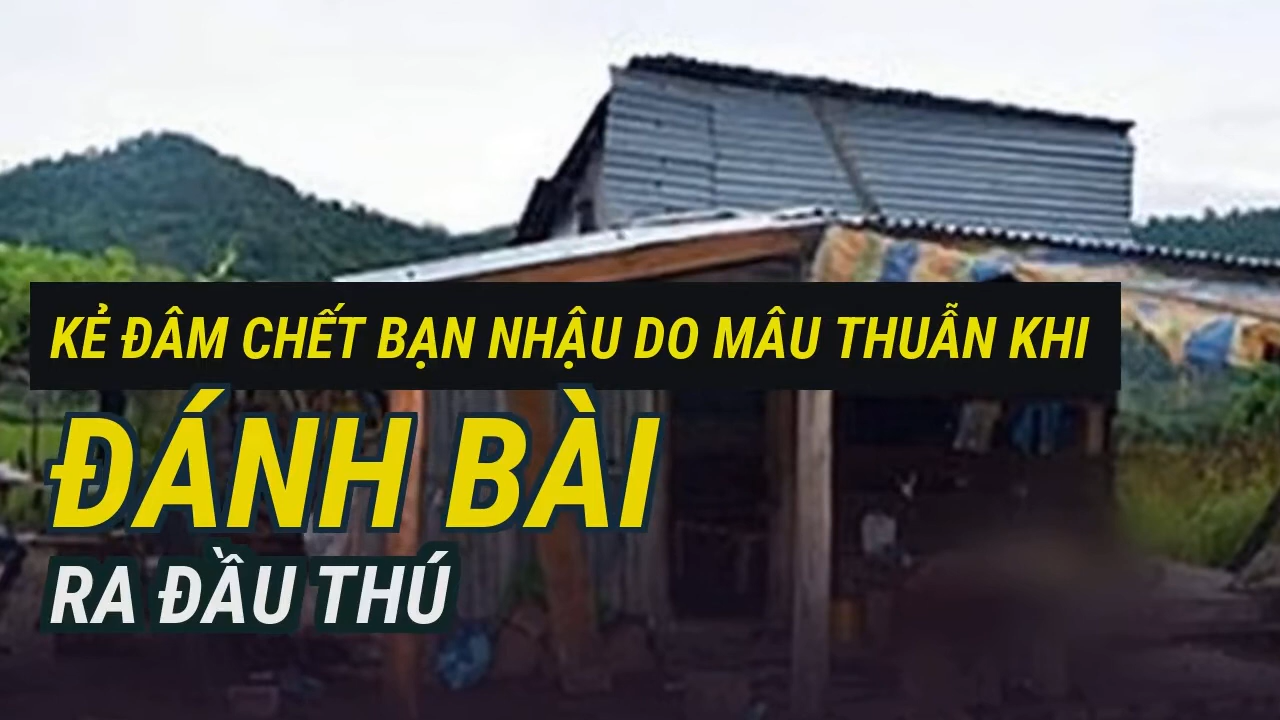 KẺ ĐÂM CHẾT BẠN NHẬU DO MÂU THUẪN KHI
ĐÁNH BÀI
RA ĐẦU THÚ